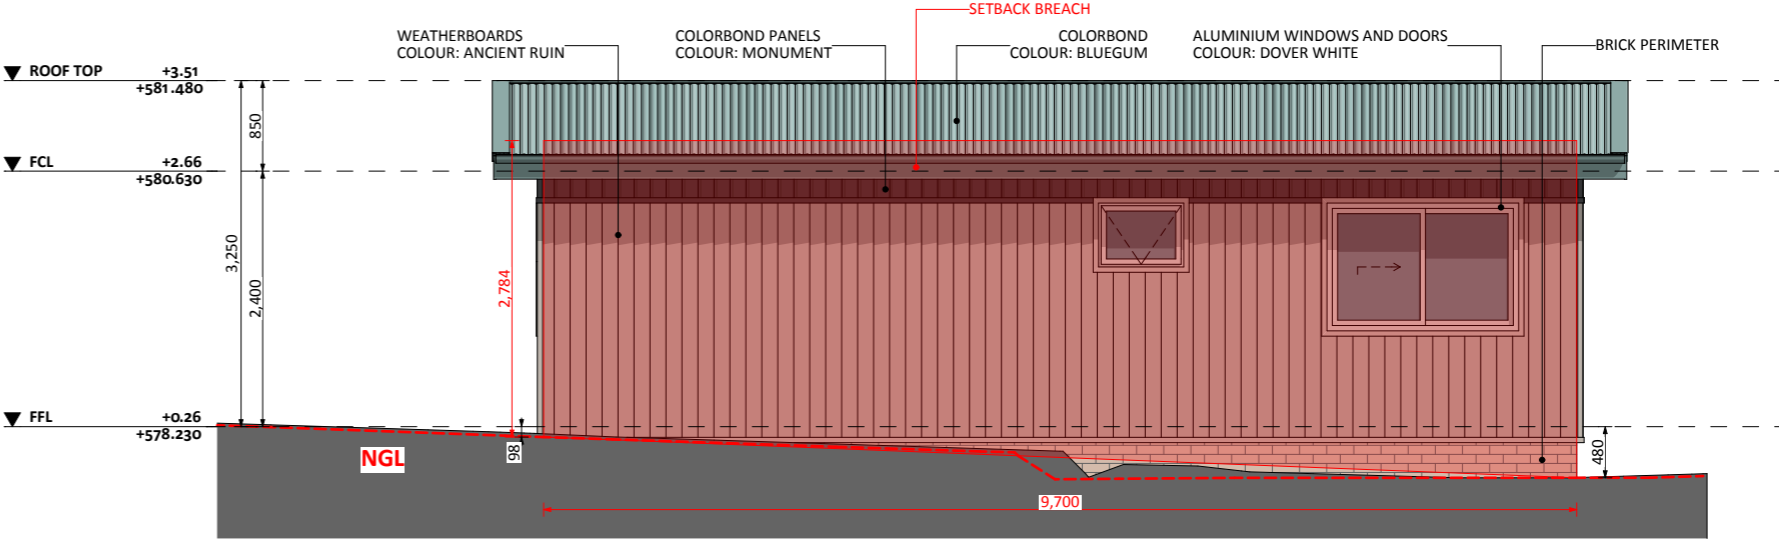 SETBACK BREACH
WEATHERBOARDS
COLOUR: ANCIENT RUIN
COLORBOND PANELS
COLOUR: MONUMENT
COLORBOND
COLOUR: BLUEGUM
ALUMINIUM WINDOWS AND DOORS
COLOUR: DOVER WHITE
BRICK PERIMETER
ROOF TOP +3.51
+581.480
850
FCL +2.66
+580.630
3,250
2,400
2,784
FFL +0.26
+578.230
98
NGL
480
9,700